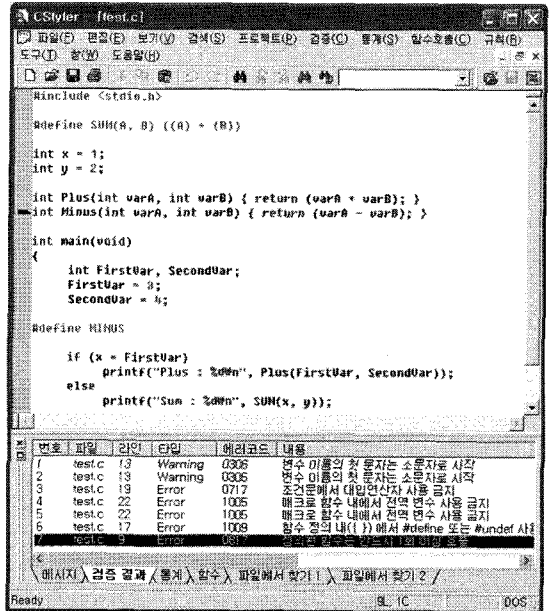 CStyler - [test.c]
파일(F) 편집(E) 보기(V) 검색(S) 프로젝트(P) 검증(C) 통계(S) 함수호출(C) 규칙(R)
도구(T) 창(W) 도움말(H)
#include <stdio.h>
#define SUM(A, B) ((A) + (B))
int x = 1;
int y = 2;
int Plus(int varA, int varB) { return (varA + varB); }
int Minus(int varA, int varB) { return (varA - varB); }
int main(void)
{
int FirstVar, SecondVar;
FirstVar = 3;
SecondVar = 4;
#define MINUS
if (x = FirstVar)
printf("Plus : %d₩n", Plus(FirstVar, SecondVar));
else
printf("Sum : %d₩n", SUM(x, y));
번호 파일 라인 타입 에러코드 내용
1 test.c 13 Warning 0306 변수 이름의 첫 문자는 소문자로 시작
2 test.c 13 Warning 0306 변수 이름의 첫 문자는 소문자로 시작
3 test.c 19 Error 0717 조건문에서 대입연산자 사용 금지
4 test.c 22 Error 1005 매크로 함수 내에서 전역 변수 사용 금지
5 test.c 22 Error 1005 매크로 함수 내에서 전역 변수 사용 금지
6 test.c 17 Error 1009 함수 정의 내({ }) 에서 #define 또는 #undef 사
7 test.c 9 Error
메시지 검증 결과 통계 함수 파일에서 찾기 1 파일에서 찾기 2
Ready 9L, 1C DOS